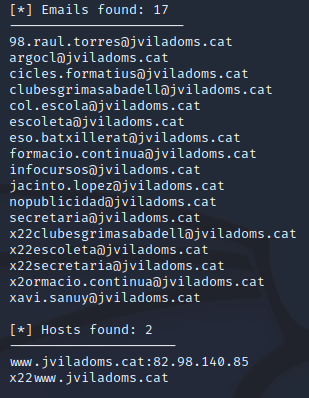 [*] Emails found: 17
----------------------
98.raul.torres@jviladoms.cat
argocl@jviladoms.cat
cicles.formatius@jviladoms.cat
clubesgrimasabadell@jviladoms.cat
col.escola@jviladoms.cat
escoleta@jviladoms.cat
eso.batxillerat@jviladoms.cat
formacio.continua@jviladoms.cat
infocursos@jviladoms.cat
jacinto.lopez@jviladoms.cat
nopublicidad@jviladoms.cat
secretaria@jviladoms.cat
x22clubesgrimasabadell@jviladoms.cat
x22escoleta@jviladoms.cat
x22secretaria@jviladoms.cat
x2ormacio.continua@jviladoms.cat
xavi.sanuy@jviladoms.cat
[*] Hosts found: 2
---------------------
www.jviladoms.cat:82.98.140.85
x22www.jviladoms.cat